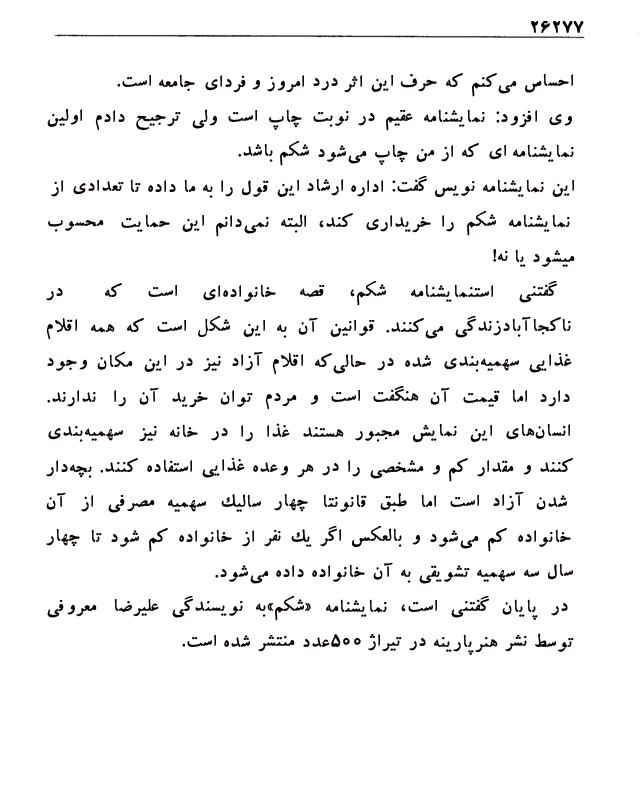 ۲۶۲۷۷
احساس می‌کنم که حرف این اثر درد امروز و فردای جامعه است.
وی افزود: نمایشنامه عقیم در نوبت چاپ است ولی ترجیح دادم اولین
نمایشنامه ای که از من چاپ می‌شود شکم باشد.
این نمایشنامه نویس گفت: اداره ارشاد این قول را به ما داده تا تعدادی از
نمایشنامه شکم را خریداری کند، البته نمی‌دانم این حمایت محسوب
میشود یا نه!
گفتنی استنمایشنامه شکم، قصه خانواده‌ای است که در
ناکجاآبادزندگی می‌کنند. قوانین آن به این شکل است که همه اقلام
غذایی سهمیه‌بندی شده در حالی‌که اقلام آزاد نیز در این مکان وجود
دارد اما قیمت آن هنگفت است و مردم توان خرید آن را ندارند.
انسان‌های این نمایش مجبور هستند غذا را در خانه نیز سهمیه‌بندی
کنند و مقدار کم و مشخصی را در هر وعده غذایی استفاده کنند. بچه‌دار
شدن آزاد است اما طبق قانونتا چهار سالیك سهمیه مصرفی از آن
خانواده کم می‌شود و بالعکس اگر یك نفر از خانواده کم شود تا چهار
سال سه سهمیه تشویقی به آن خانواده داده می‌شود.
در پایان گفتنی است، نمایشنامه «شکم»به نویسندگی علیرضا معروفی
توسط نشر هنرپارینه در تیراژ ۵۰۰عدد منتشر شده است.